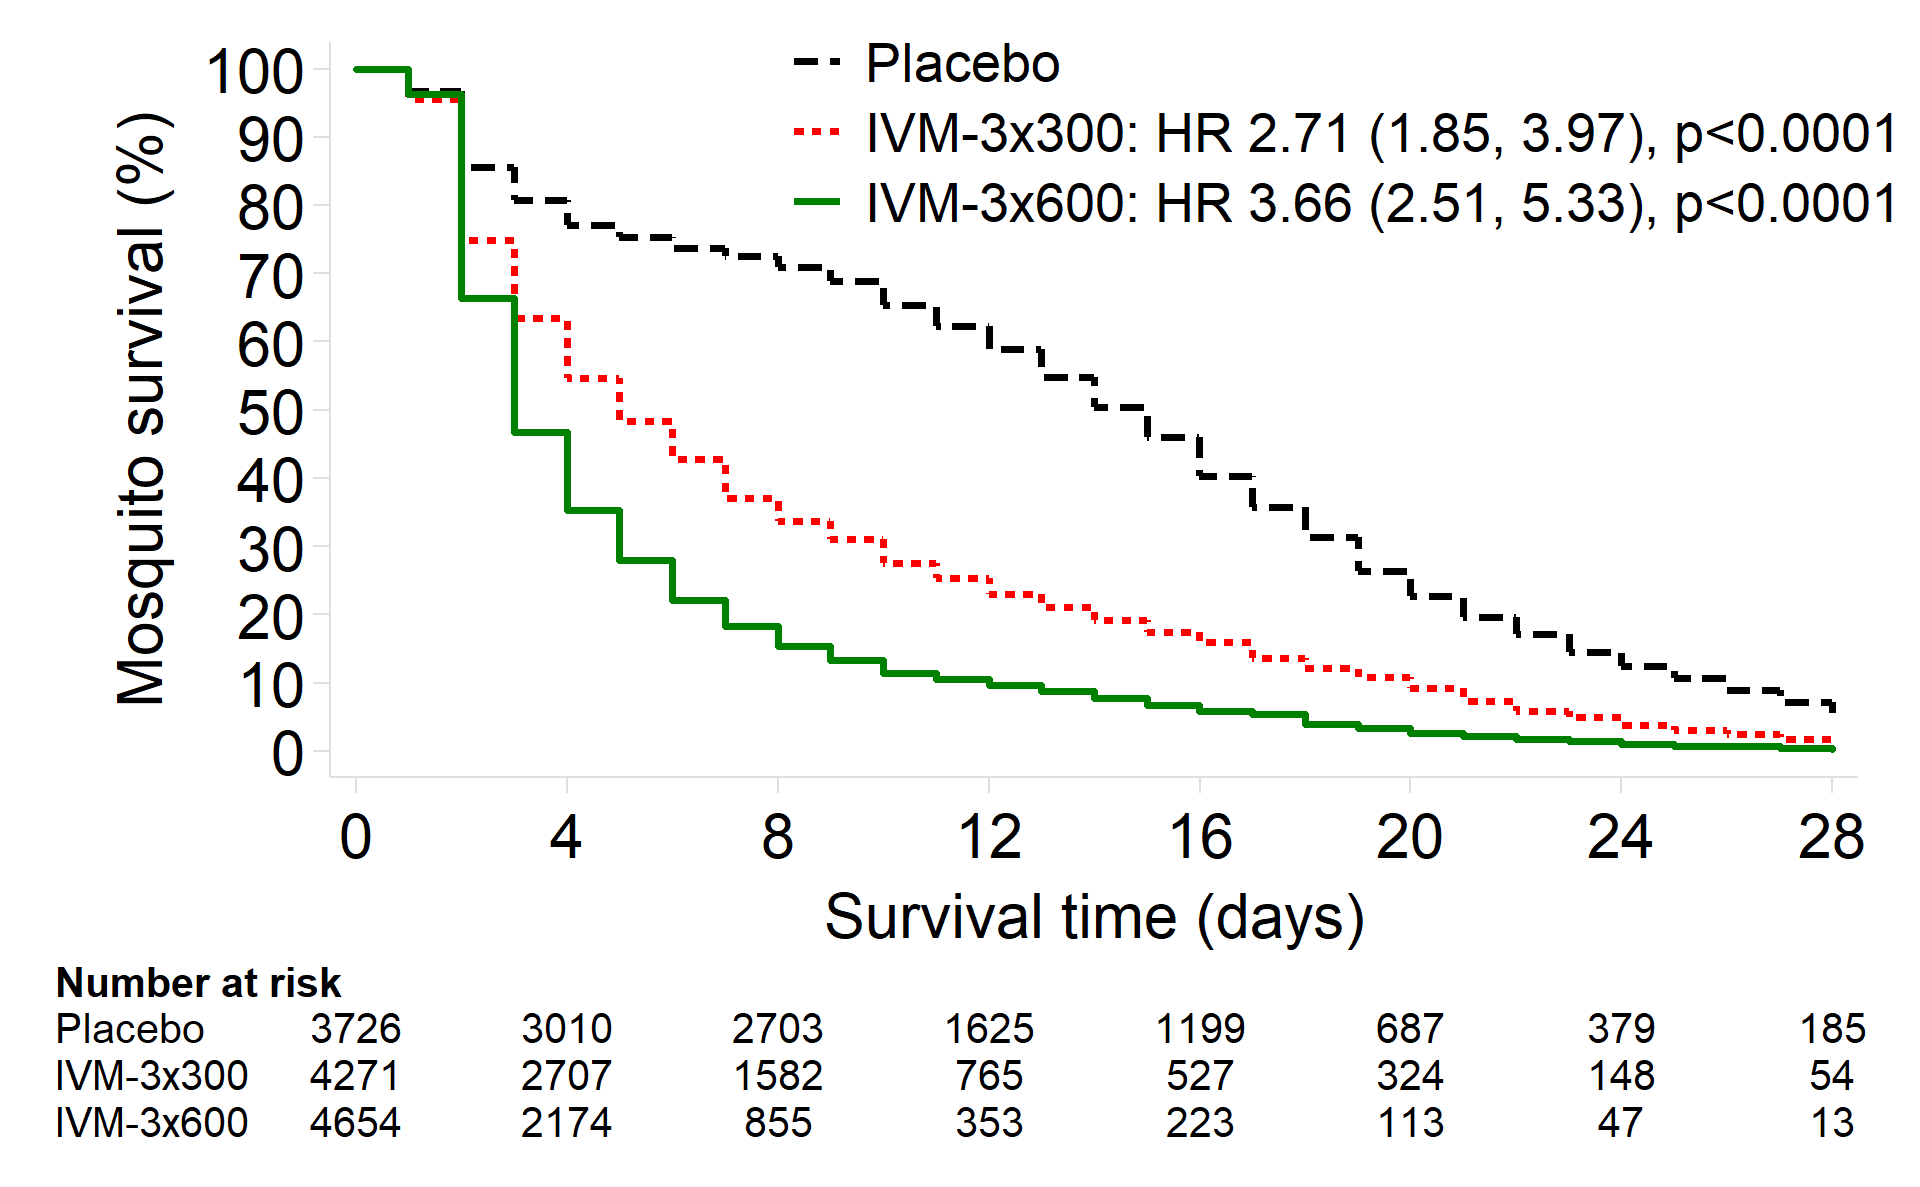 Placebo
IVM-3x300: HR 2.71 (1.85, 3.97), p<0.0001
IVM-3x600: HR 3.66 (2.51, 5.33), p<0.0001
Mosquito survival (%)
100
90
80
70
60
50
40
30
20
10
0
0 4 8 12 16 20 24 28
Survival time (days)
Number at risk
Placebo 3726 3010 2703 1625 1199 687 379 185
IVM-3x300 4271 2707 1582 765 527 324 148 54
IVM-3x600 4654 2174 855 353 223 113 47 13